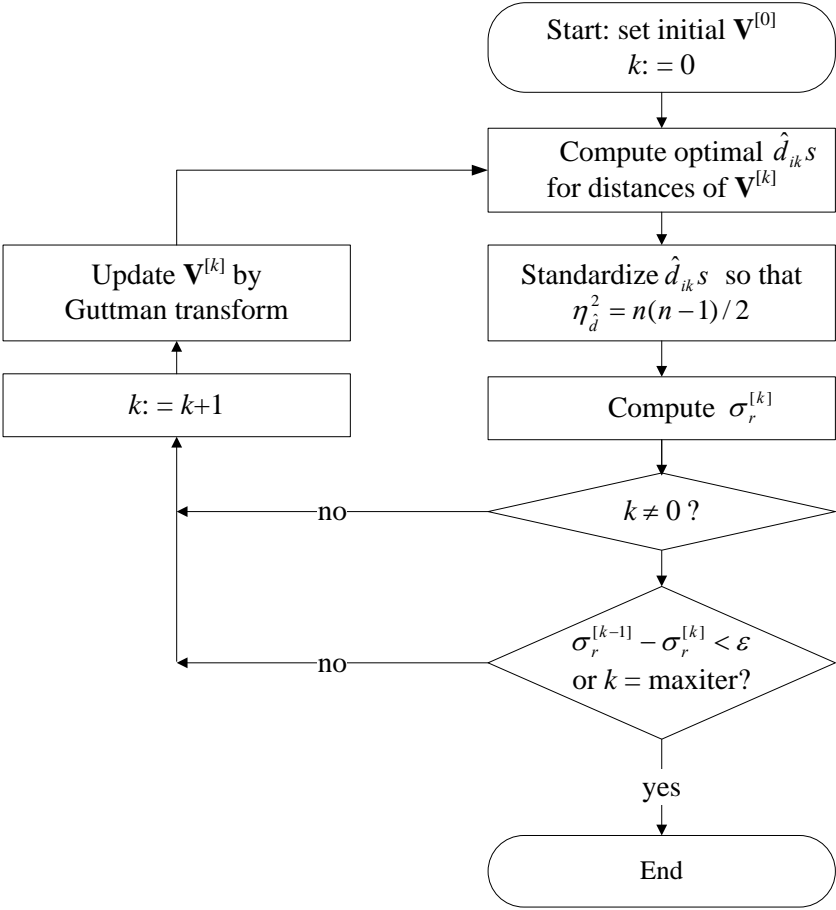 Start: set initial V^[0]
k: = 0
Compute optimal d̂_ik s
for distances of V^[k]
Standardize d̂_ik s so that
η²_d̂ = n(n−1)/2
Compute σ_r^[k]
k ≠ 0 ?
no
σ_r^[k−1] − σ_r^[k] < ε
or k = maxiter?
no
yes
End
k: = k+1
Update V^[k] by
Guttman transform